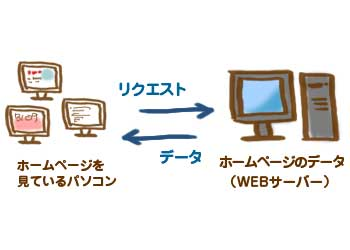 リクエスト
Blog
データ
ホームページを
見ているパソコン
ホームページのデータ
（WEBサーバー）